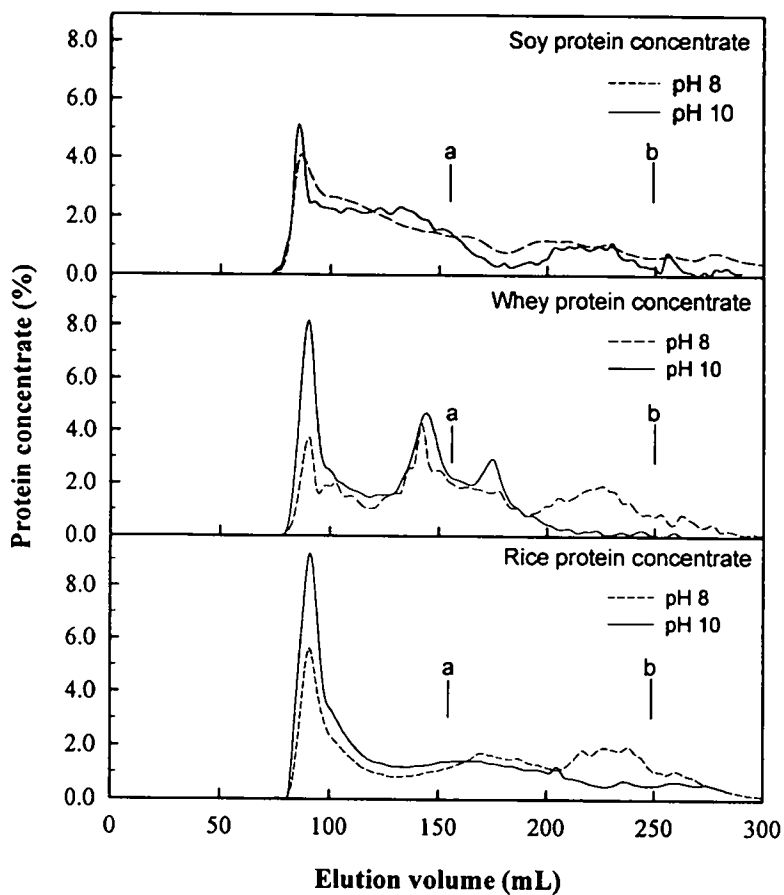 Soy protein concentrate
pH 8
pH 10
a
b
8.0
6.0
4.0
2.0
0.0
Whey protein concentrate
pH 8
pH 10
a
b
8.0
6.0
4.0
2.0
0.0
Rice protein concentrate
pH 8
pH 10
a
b
8.0
6.0
4.0
2.0
0.0
0
50
100
150
200
250
300
Protein concentrate (%)
Elution volume (mL)